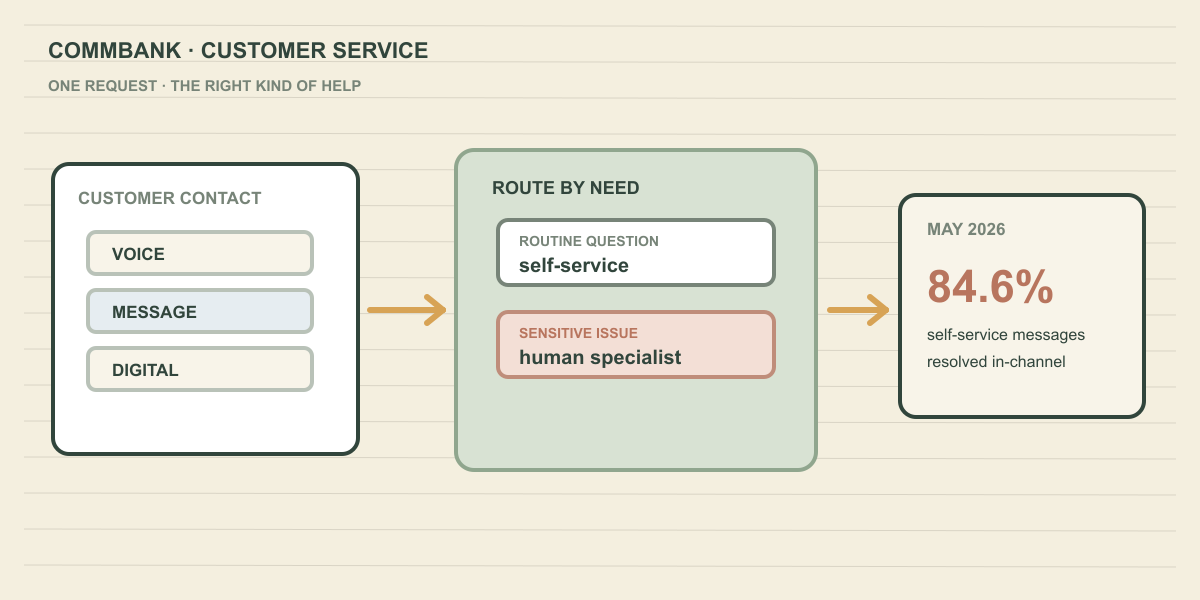 COMMBANK · CUSTOMER SERVICE
ONE REQUEST · THE RIGHT KIND OF HELP
CUSTOMER CONTACT
VOICE
MESSAGE
DIGITAL
ROUTE BY NEED
ROUTINE QUESTION
self-service
SENSITIVE ISSUE
human specialist
MAY 2026
84.6%
self-service messages
resolved in-channel